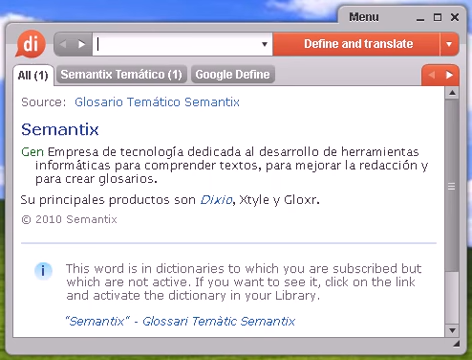 Menu
di
Define and translate
All (1)
Semantix Temático (1)
Google Define
Source: Glosario Temático Semantix
Semantix
Gen Empresa de tecnología dedicada al desarrollo de herramientas
informáticas para comprender textos, para mejorar la redacción y
para crear glosarios.
Su principales productos son Dixio, Xtyle y Gloxr.
© 2010 Semantix
i
This word is in dictionaries to which you are subscribed but
which are not active. If you want to see it, click on the link
and activate the dictionary in your Library.
"Semantix" - Glossari Temàtic Semantix